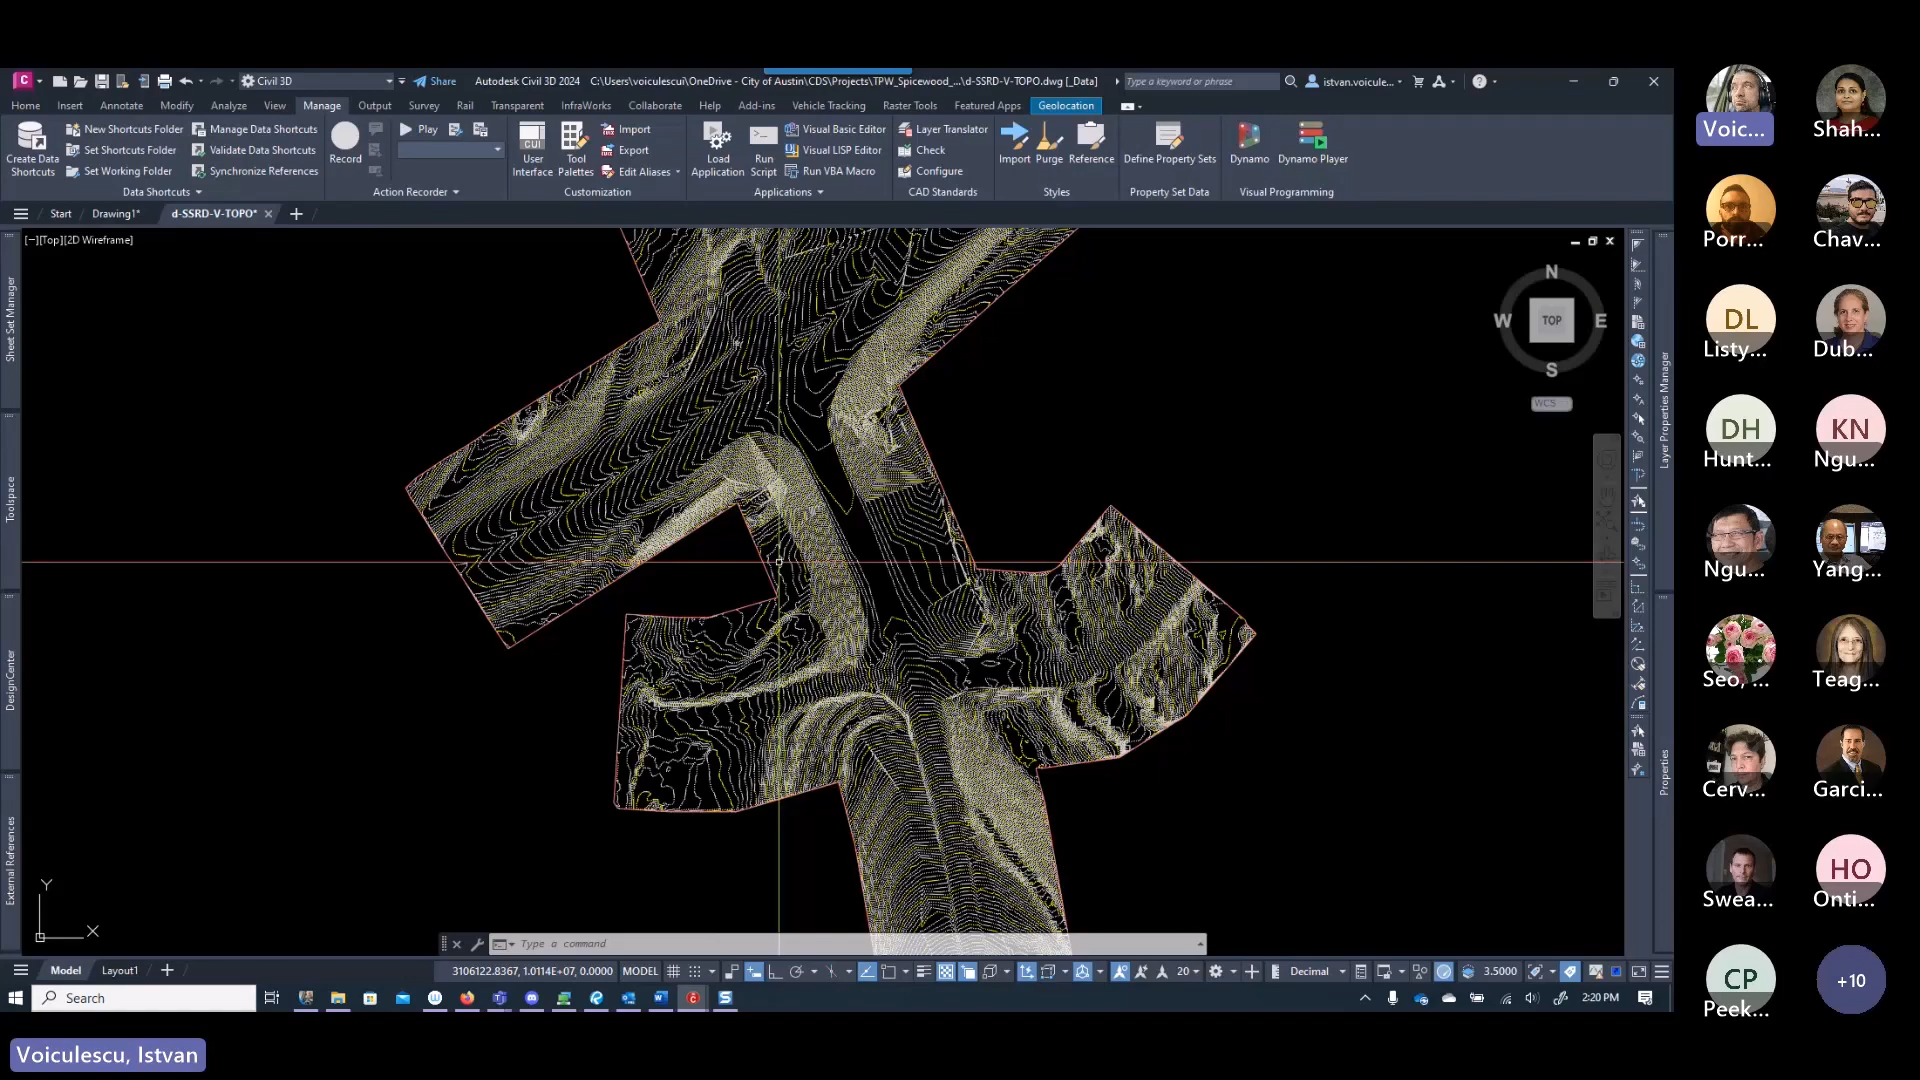 C Civil 3D Share Autodesk Civil 3D 2024 C:\Users\voiculescui\OneDrive - City of Austin\CDS\Projects\TPW_Spicewood_...\d-SSRD-V-TOPO.dwg [_Data] Type a keyword or phrase istvan.voicule...
Home Insert Annotate Modify Analyze View Manage Output Survey Rail Transparent InfraWorks Collaborate Help Add-ins Vehicle Tracking Raster Tools Featured Apps Geolocation
Create Data Shortcuts
New Shortcuts Folder
Set Shortcuts Folder
Set Working Folder
Manage Data Shortcuts
Validate Data Shortcuts
Synchronize References
Data Shortcuts
Record
Play
Action Recorder
CUI
User Interface
Tool Palettes
Import
Export
Edit Aliases
Customization
Load Application
Run Script
Visual Basic Editor
Visual LISP Editor
Run VBA Macro
Applications
Layer Translator
Check
Configure
CAD Standards
Import
Purge
Reference
Styles
Define Property Sets
Property Set Data
Dynamo
Dynamo Player
Visual Programming
Start
Drawing1*
d-SSRD-V-TOPO*
[−][Top][2D Wireframe]
Sheet Set Manager
Toolspace
DesignCenter
External References
N
W
TOP
E
S
WCS
Layer Properties Manager
Properties
Y
X
Type a command
Model
Layout1
3106122.8367, 1.0114E+07, 0.0000
MODEL
20
Decimal
3.5000
Search
2:20 PM
Voic...
Shah...
Porr...
Chav...
DL
Listy...
Dub...
DH
Hunt...
KN
Ngu...
Ngu...
Yang...
Seo, ...
Teag...
Cerv...
Garci...
Swea...
HO
Onti...
CP
Peek...
+10
Voiculescu, Istvan